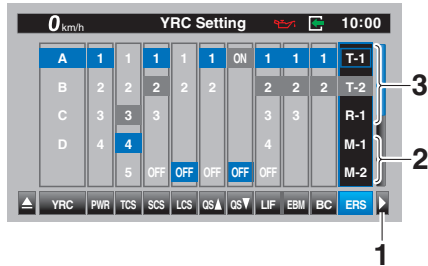 0 km/h YRC Setting 10:00
A 1 1 1 1 1 ON 1 1 1 T-1
B 2 2 2 2 2 2 2 2 T-2
C 3 3 3 3 3 R-1
D 4 4 4 M-1
5 OFF OFF OFF OFF OFF M-2
YRC PWR TCS SCS LCS QS▲ QS▼ LIF EBM BC ERS
3
2
1